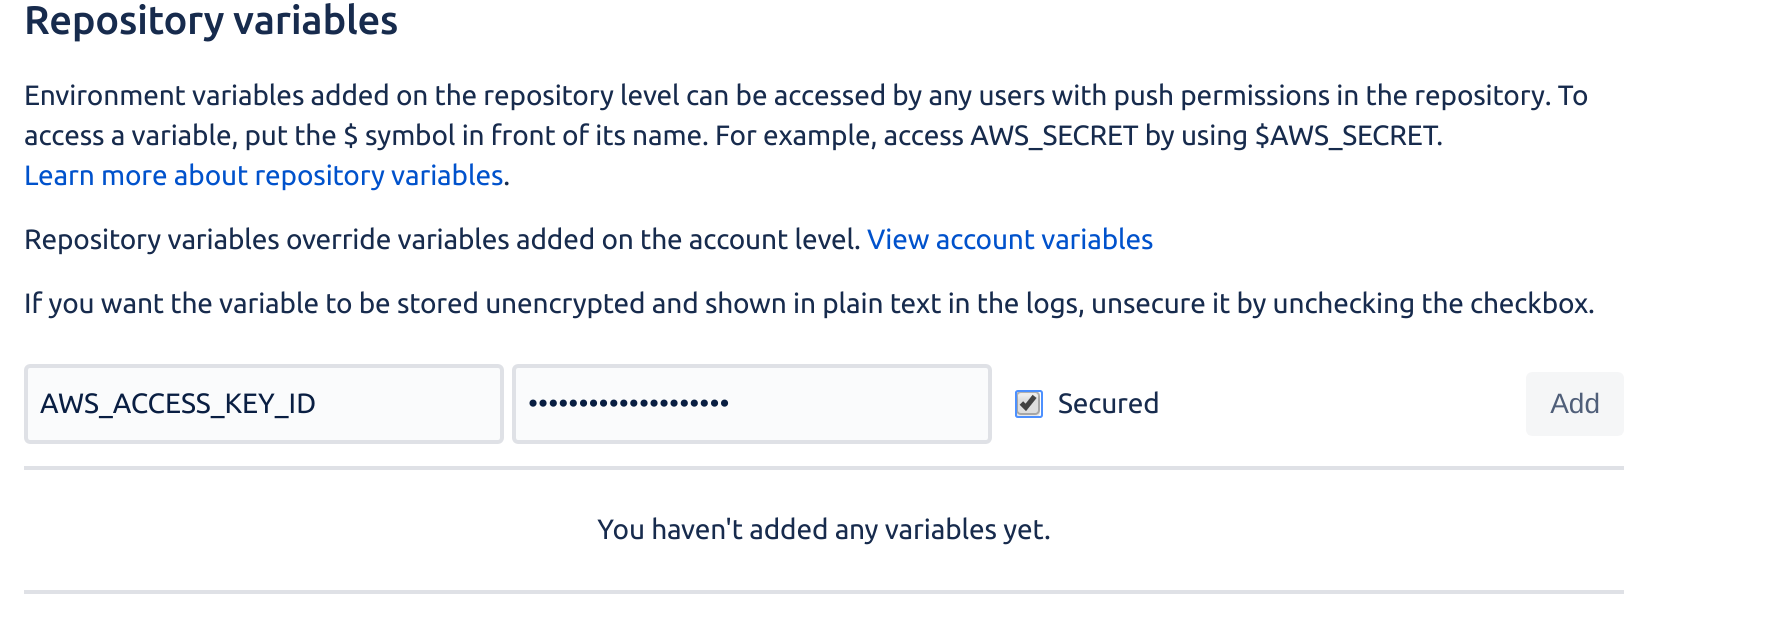 Repository variables
Environment variables added on the repository level can be accessed by any users with push permissions in the repository. To
access a variable, put the $ symbol in front of its name. For example, access AWS_SECRET by using $AWS_SECRET.
Learn more about repository variables.
Repository variables override variables added on the account level. View account variables
If you want the variable to be stored unencrypted and shown in plain text in the logs, unsecure it by unchecking the checkbox.
AWS_ACCESS_KEY_ID •••••••••••••••••••• Secured Add
You haven't added any variables yet.